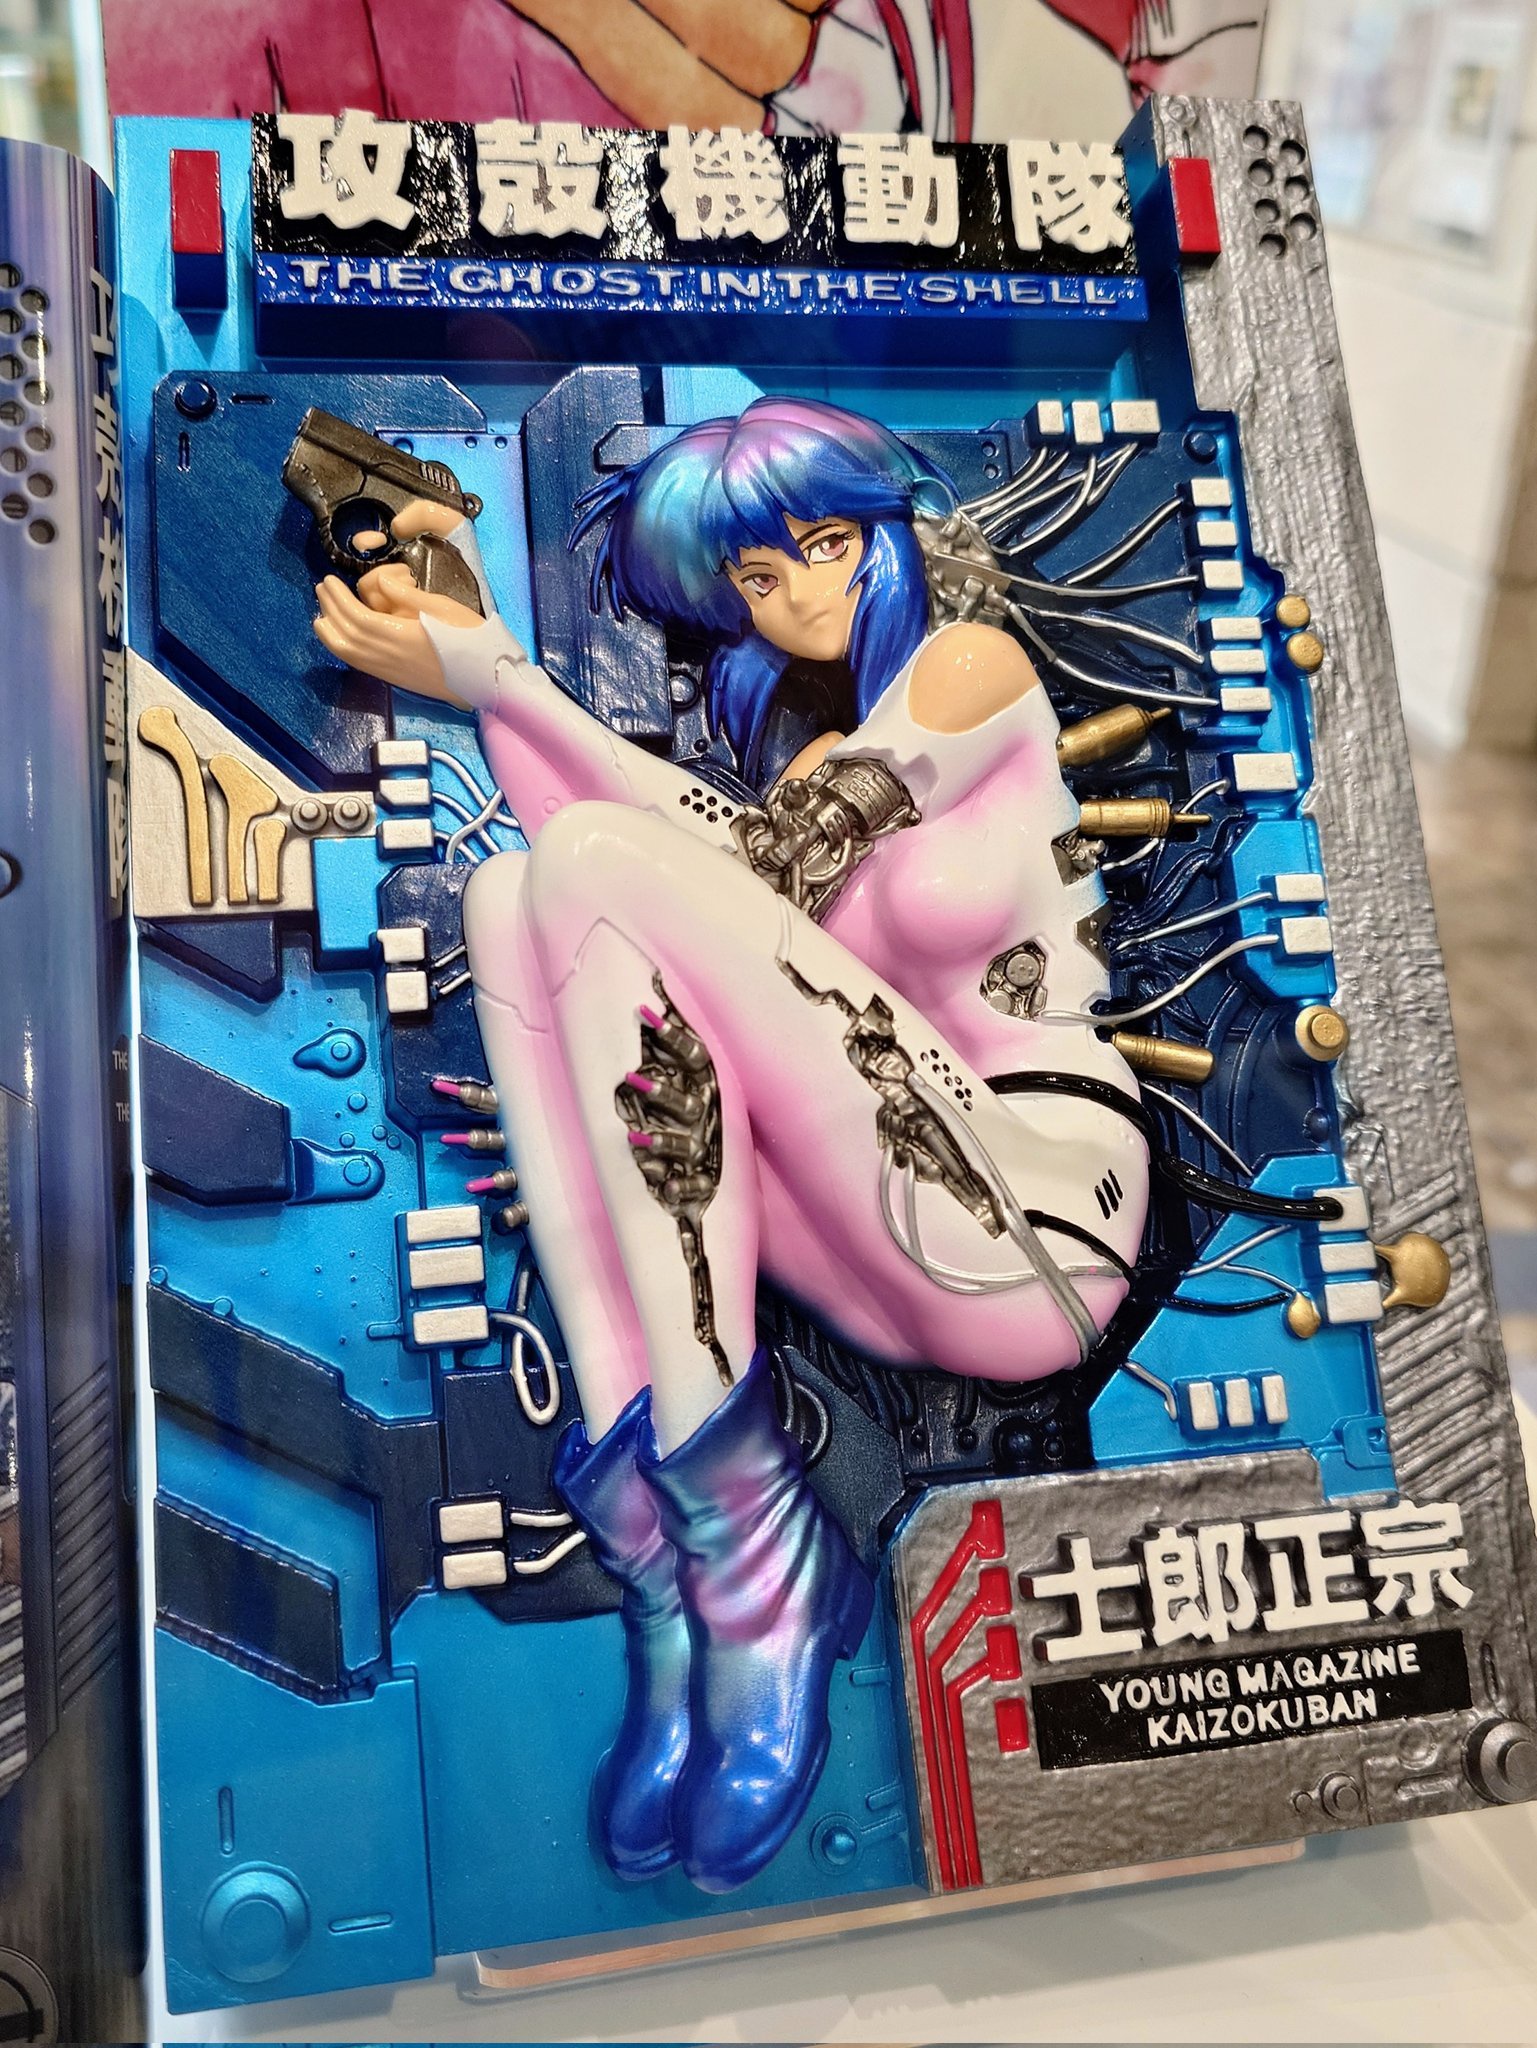 攻殻機動隊
THE GHOST IN THE SHELL
士郎正宗
YOUNG MAGAZINE
KAIZOKUBAN